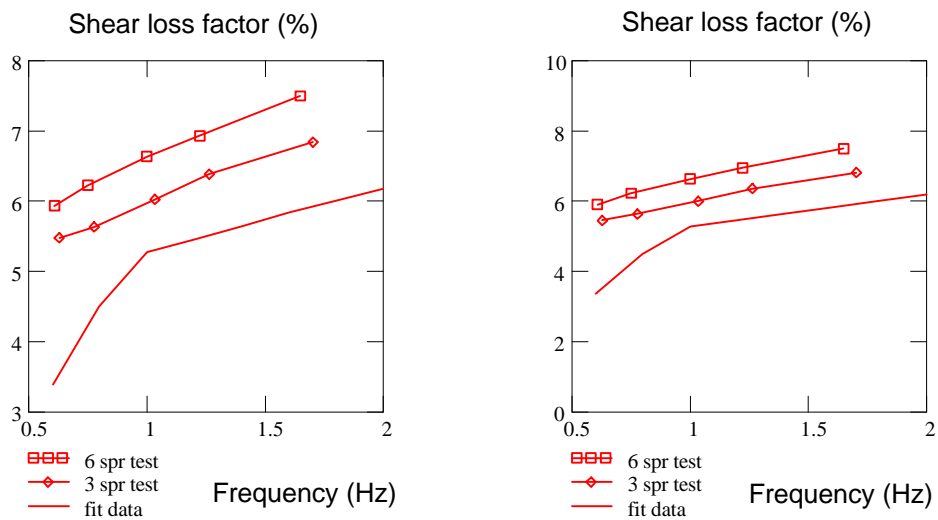 Shear loss factor (%)
8
7
6
5
4
3
0.5
1
1.5
2
6 spr test
3 spr test
fit data
Frequency (Hz)
Shear loss factor (%)
10
8
6
4
2
0
0.5
1
1.5
2
6 spr test
3 spr test
fit data
Frequency (Hz)